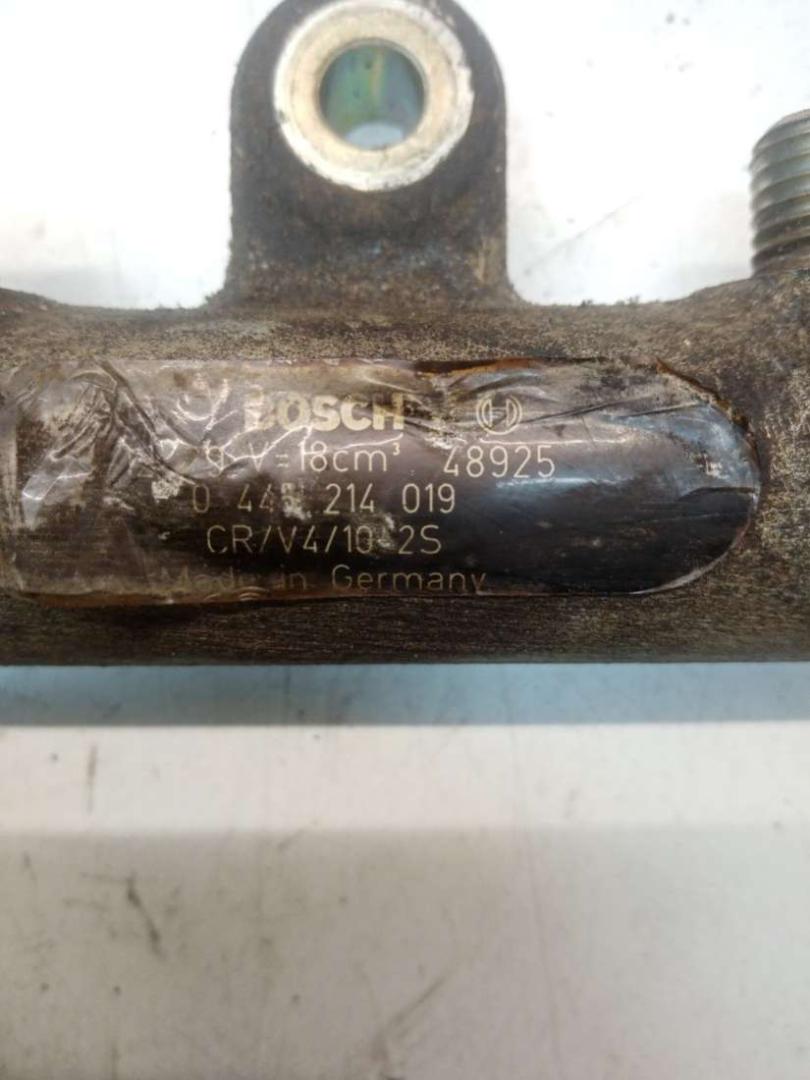 BOSCH
V=18cm³ 48925
0 445 214 019
CR/V4/10-2S
Made in Germany